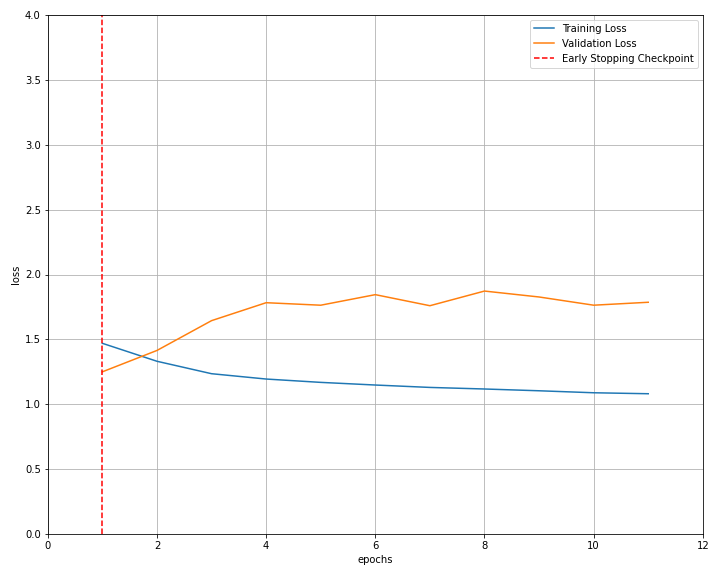 4.0
3.5
3.0
2.5
2.0
1.5
1.0
0.5
0.0
loss
0 2 4 6 8 10 12
epochs
Training Loss
Validation Loss
Early Stopping Checkpoint